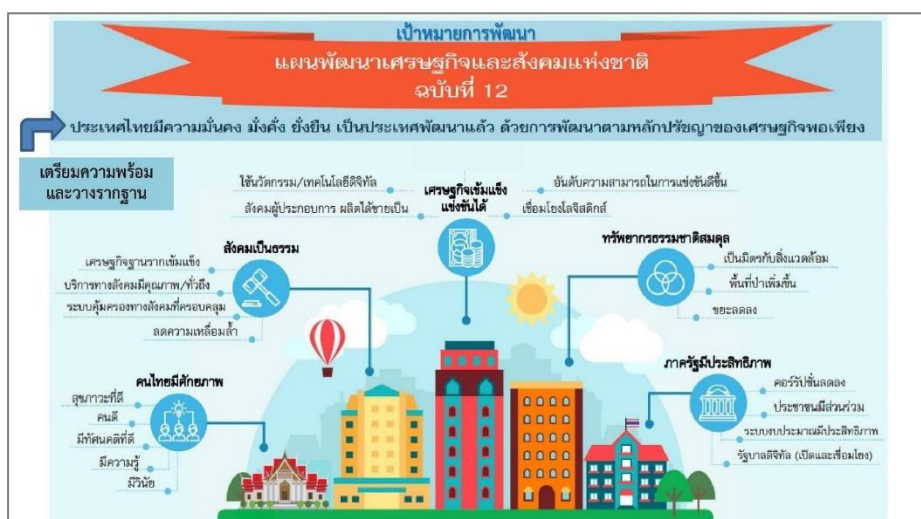 เป้าหมายการพัฒนา
แผนพัฒนาเศรษฐกิจและสังคมแห่งชาติ
ฉบับที่ 12
ประเทศไทยมีความมั่นคง มั่งคั่ง ยั่งยืน เป็นประเทศพัฒนาแล้ว ด้วยการพัฒนาตามหลักปรัชญาของเศรษฐกิจพอเพียง
เตรียมความพร้อม
และวางรากฐาน
เศรษฐกิจเข้มแข็ง
แข่งขันได้
ใช้นวัตกรรม/เทคโนโลยีดิจิทัล
สังคมผู้ประกอบการ ผลิตได้ขายเป็น
อันดับความสามารถในการแข่งขันดีขึ้น
เชื่อมโยงโลจิสติกส์
สังคมเป็นธรรม
เศรษฐกิจฐานรากเข้มแข็ง
บริการทางสังคมมีคุณภาพ/ทั่วถึง
ระบบคุ้มครองทางสังคมที่ครอบคลุม
ลดความเหลื่อมล้ำ
ทรัพยากรธรรมชาติสมดุล
เป็นมิตรกับสิ่งแวดล้อม
พื้นที่ป่าเพิ่มขึ้น
ขยะลดลง
คนไทยมีศักยภาพ
สุขภาวะที่ดี
คนดี
มีทัศนคติที่ดี
มีความรู้
มีวินัย
ภาครัฐมีประสิทธิภาพ
คอร์รัปชั่นลดลง
ประชาชนมีส่วนร่วม
ระบบงบประมาณมีประสิทธิภาพ
รัฐบาลดิจิทัล (เปิดและเชื่อมโยง)